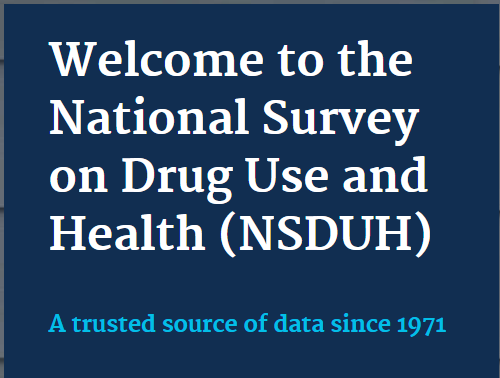 Welcome to the
National Survey
on Drug Use and
Health (NSDUH)
A trusted source of data since 1971